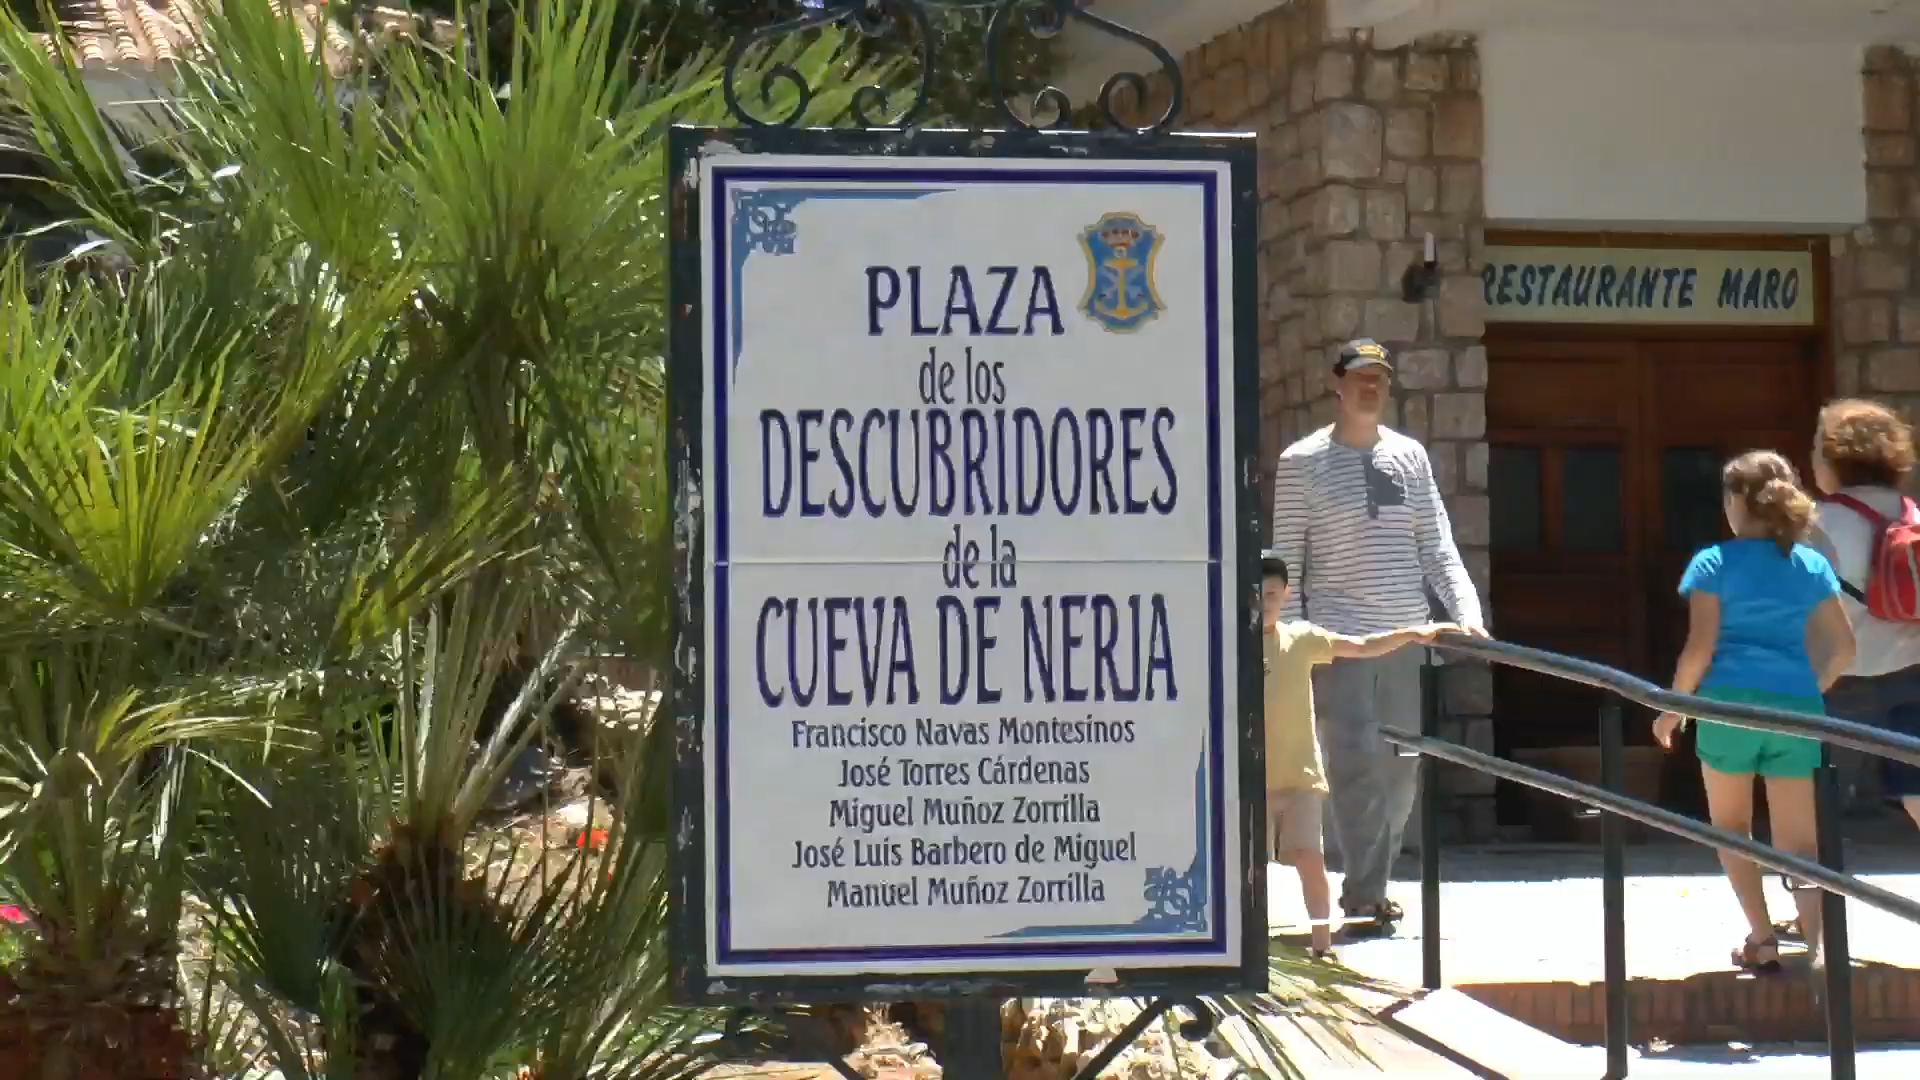 PLAZA
de los
DESCUBRIDORES
de la
CUEVA DE NERJA
Francisco Navas Montesinos
José Torres Cárdenas
Miguel Muñoz Zorrilla
José Luis Barbero de Miguel
Manuel Muñoz Zorrilla
RESTAURANTE MARO